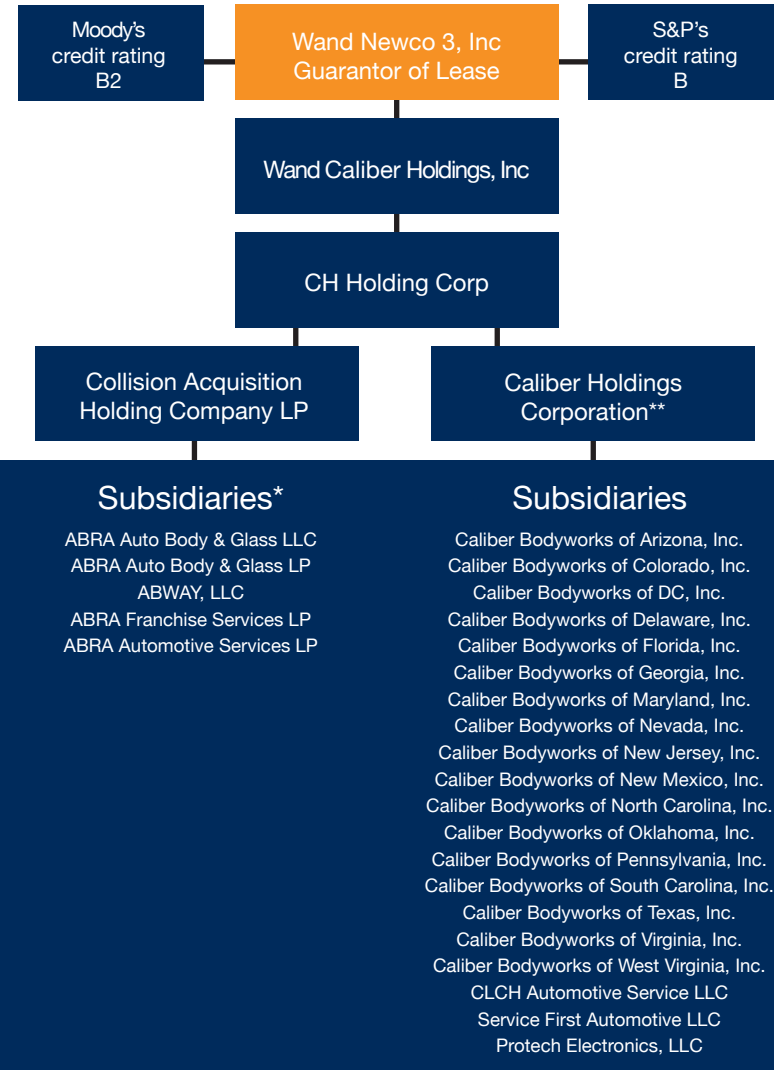 Moody's
credit rating
B2
Wand Newco 3, Inc
Guarantor of Lease
S&P's
credit rating
B
Wand Caliber Holdings, Inc
CH Holding Corp
Collision Acquisition
Holding Company LP
Caliber Holdings
Corporation**
Subsidiaries*
ABRA Auto Body & Glass LLC
ABRA Auto Body & Glass LP
ABWAY, LLC
ABRA Franchise Services LP
ABRA Automotive Services LP
Subsidiaries
Caliber Bodyworks of Arizona, Inc.
Caliber Bodyworks of Colorado, Inc.
Caliber Bodyworks of DC, Inc.
Caliber Bodyworks of Delaware, Inc.
Caliber Bodyworks of Florida, Inc.
Caliber Bodyworks of Georgia, Inc.
Caliber Bodyworks of Maryland, Inc.
Caliber Bodyworks of Nevada, Inc.
Caliber Bodyworks of New Jersey, Inc.
Caliber Bodyworks of New Mexico, Inc.
Caliber Bodyworks of North Carolina, Inc.
Caliber Bodyworks of Oklahoma, Inc.
Caliber Bodyworks of Pennsylvania, Inc.
Caliber Bodyworks of South Carolina, Inc.
Caliber Bodyworks of Texas, Inc.
Caliber Bodyworks of Virginia, Inc.
Caliber Bodyworks of West Virginia, Inc.
CLCH Automotive Service LLC
Service First Automotive LLC
Protech Electronics, LLC